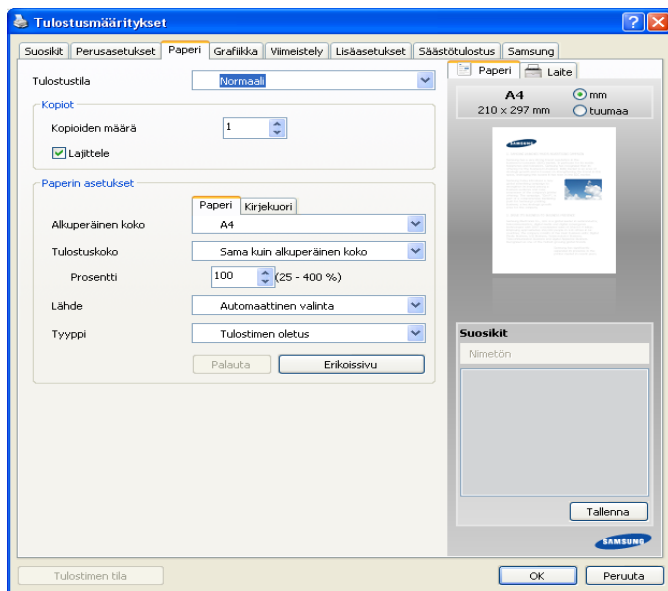 Tulostusmääritykset
Suosikit Perusasetukset Paperi Grafiikka Viimeistely Lisäasetukset Säästötulostus Samsung
Tulostustila Normaali
Kopiot
Kopioiden määrä 1
Lajittele
Paperin asetukset
Paperi Kirjekuori
Alkuperäinen koko A4
Tulostuskoko Sama kuin alkuperäinen koko
Prosentti 100 (25 - 400 %)
Lähde Automaattinen valinta
Tyyppi Tulostimen oletus
Palauta Erikoissivu
Paperi Laite
A4 mm
210 x 297 mm tuumaa
SAMSUNG
Suosikit
Nimetön
Tallenna
SAMSUNG
Tulostimen tila OK Peruuta